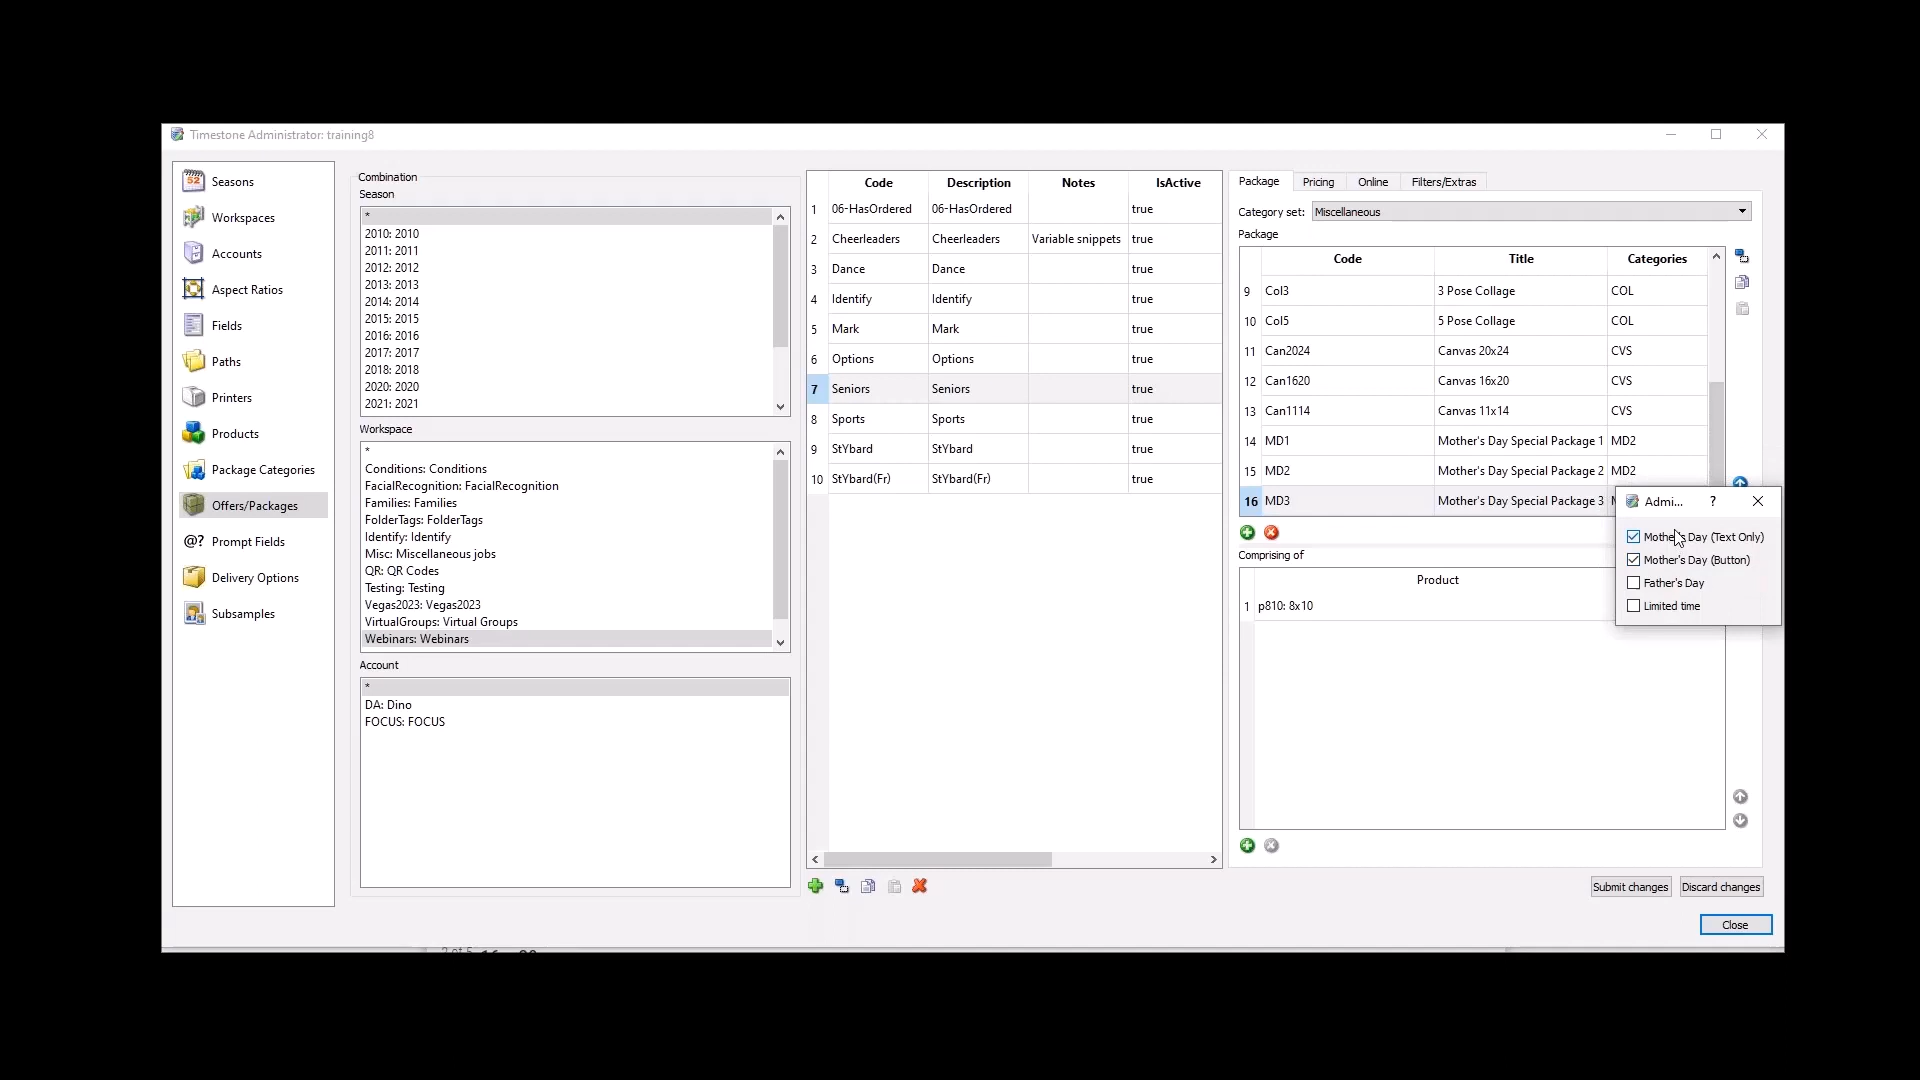 Timestone Administrator: training8
Seasons
Workspaces
Accounts
Aspect Ratios
Fields
Paths
Printers
Products
Package Categories
Offers/Packages
@? Prompt Fields
Delivery Options
Subsamples
Combination
Season
*
2010: 2010
2011: 2011
2012: 2012
2013: 2013
2014: 2014
2015: 2015
2016: 2016
2017: 2017
2018: 2018
2020: 2020
2021: 2021
Workspace
*
Conditions: Conditions
FacialRecognition: FacialRecognition
Families: Families
FolderTags: FolderTags
Identify: Identify
Misc: Miscellaneous jobs
QR: QR Codes
Testing: Testing
Vegas2023: Vegas2023
VirtualGroups: Virtual Groups
Webinars: Webinars
Account
*
DA: Dino
FOCUS: FOCUS
Code Description Notes IsActive
1 06-HasOrdered 06-HasOrdered true
2 Cheerleaders Cheerleaders Variable snippets true
3 Dance Dance true
4 Identify Identify true
5 Mark Mark true
6 Options Options true
7 Seniors Seniors true
8 Sports Sports true
9 StYbard StYbard true
10 StYbard(Fr) StYbard(Fr) true
Package Pricing Online Filters/Extras
Category set: Miscellaneous
Package
Code Title Categories
9 Col3 3 Pose Collage COL
10 Col5 5 Pose Collage COL
11 Can2024 Canvas 20x24 CVS
12 Can1620 Canvas 16x20 CVS
13 Can1114 Canvas 11x14 CVS
14 MD1 Mother's Day Special Package 1 MD2
15 MD2 Mother's Day Special Package 2 MD2
16 MD3 Mother's Day Special Package 3
Admi... ?
Mother's Day (Text Only)
Mother's Day (Button)
Father's Day
Limited time
Comprising of
Product
1 p810: 8x10
Submit changes Discard changes
Close